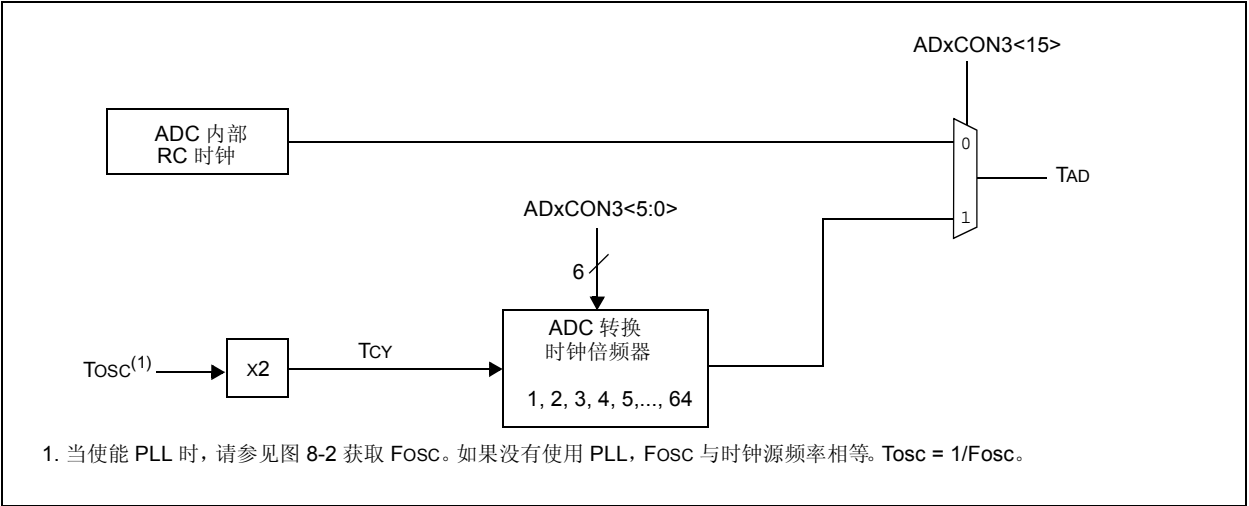 ADxCON3<15>
ADC 内部
RC 时钟
0
TAD
ADxCON3<5:0>
1
6
ADC 转换
时钟倍频器
TOSC(1)
x2
TCY
1, 2, 3, 4, 5,..., 64
1. 当使能 PLL 时，请参见图 8-2 获取 FOSC。如果没有使用 PLL，FOSC 与时钟源频率相等。Tosc = 1/Fosc。